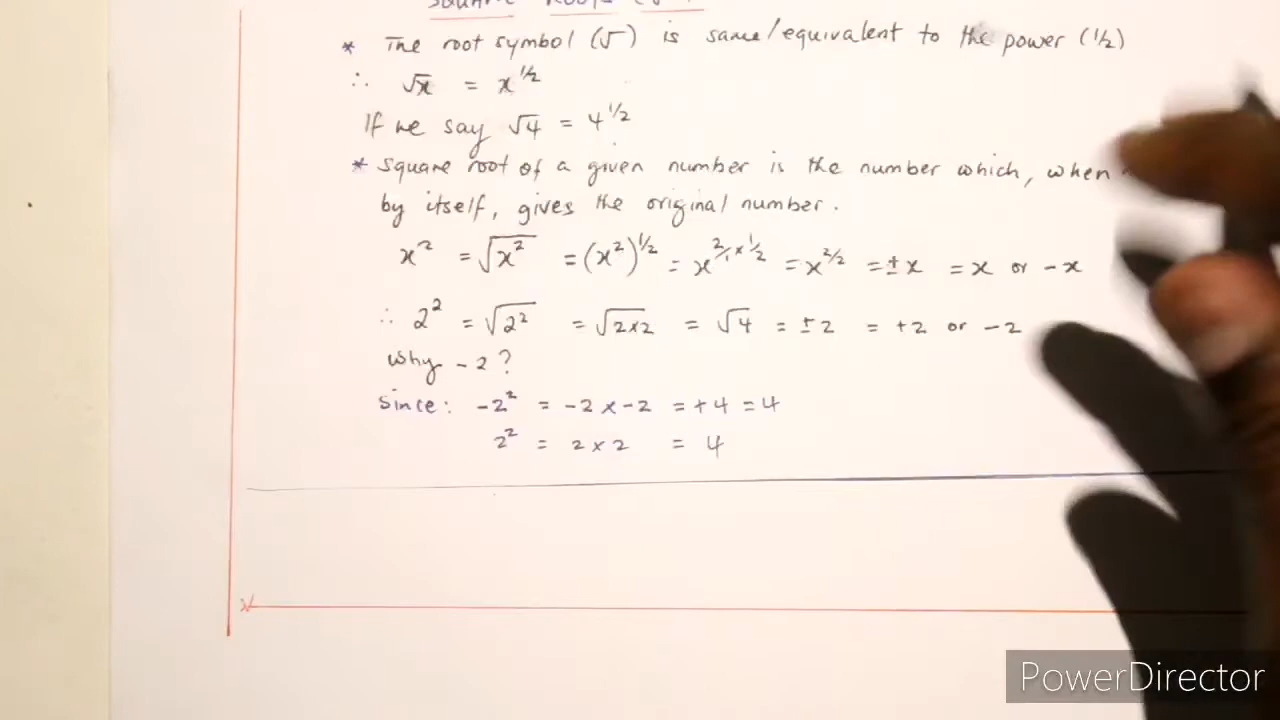 Square Roots (√)
* The root symbol (√) is same/equivalent to the power (1/2)
∴ √x = x^1/2
If we say √4 = 4^1/2
* Square root of a given number is the number which, when
by itself, gives the original number.
x² = √x² = (x²)^1/2 = x^2/1 × 1/2 = x^2/2 = ±x = x or -x
∴ 2² = √2² = √2×2 = √4 = ±2 = +2 or -2
Why -2?
Since: -2² = -2 x -2 = +4 = 4
2² = 2 x 2 = 4
PowerDirector